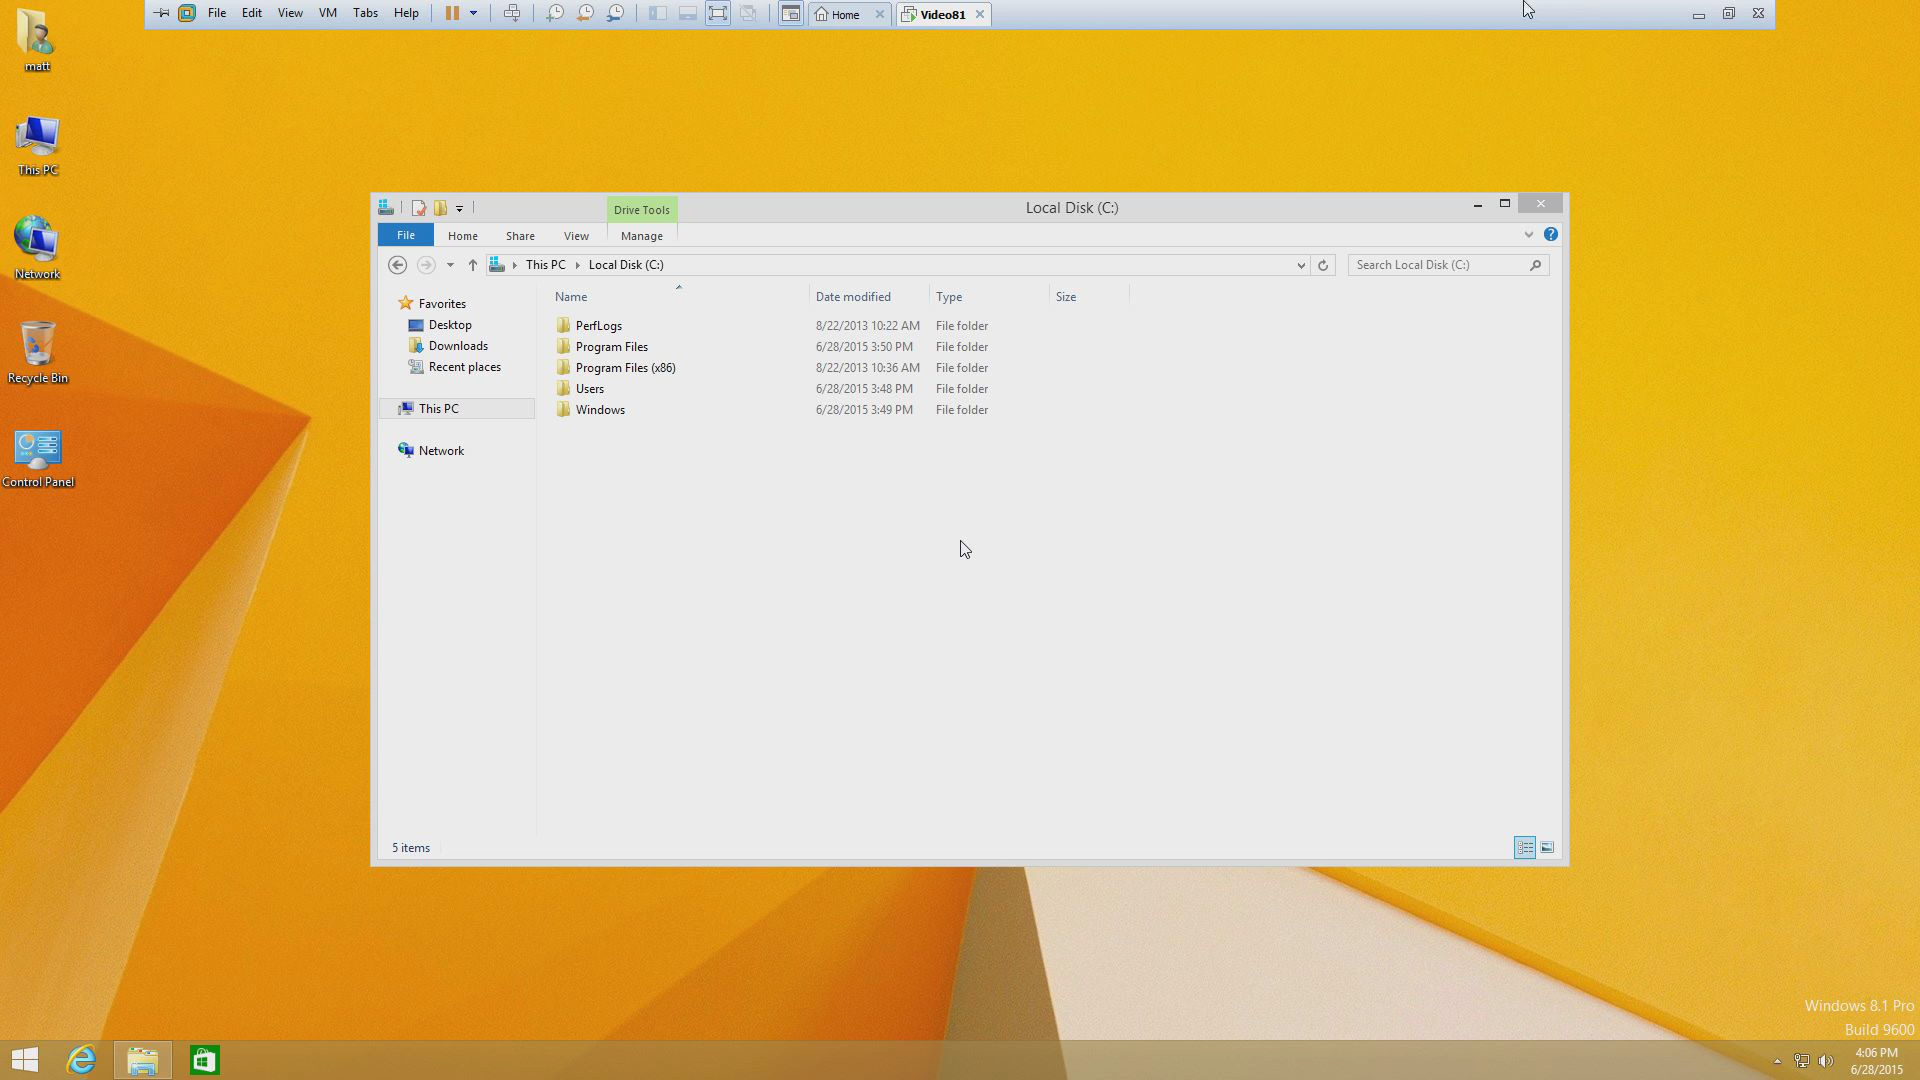 File Edit View VM Tabs Help Home Video81
matt
This PC
Network
Recycle Bin
Control Panel
Drive Tools
Local Disk (C:)
File Home Share View Manage
This PC Local Disk (C:)
Search Local Disk (C:)
Name Date modified Type Size
Favorites
Desktop
Downloads
Recent places
This PC
Network
PerfLogs 8/22/2013 10:22 AM File folder
Program Files 6/28/2015 3:50 PM File folder
Program Files (x86) 8/22/2013 10:36 AM File folder
Users 6/28/2015 3:48 PM File folder
Windows 6/28/2015 3:49 PM File folder
5 items
Windows 8.1 Pro
Build 9600
4:06 PM
6/28/2015